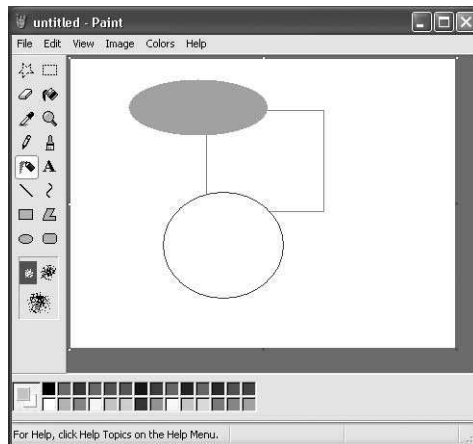 untitled - Paint
File Edit View Image Colors Help
A
For Help, click Help Topics on the Help Menu.